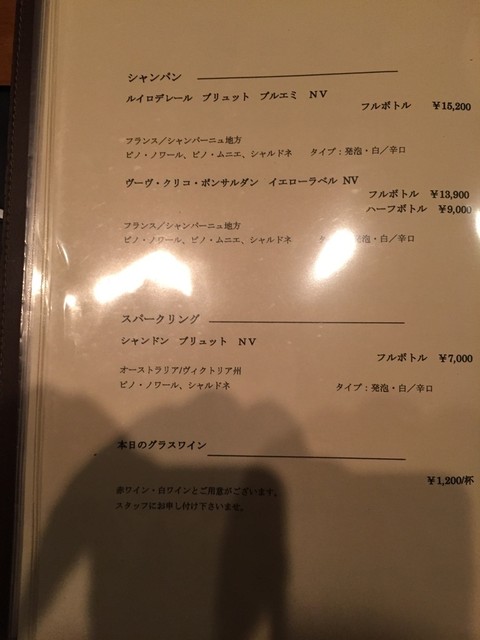 シャンパン
ルイロデレール　ブリュット　プルエミ　NV
フルボトル　¥15,200
フランス／シャンパーニュ地方
ピノ・ノワール、ピノ・ムニエ、シャルドネ　タイプ：発泡・白／辛口
ヴーヴ・クリコ・ポンサルダン　イエローラベル NV
フルボトル　¥13,900
ハーフボトル　¥9,000
フランス／シャンパーニュ地方
ピノ・ノワール、ピノ・ムニエ、シャルドネ　タイプ：発泡・白／辛口
スパークリング
シャンドン　ブリュット　NV
フルボトル　¥7,000
オーストラリア/ヴィクトリア州
ピノ・ノワール、シャルドネ　タイプ：発泡・白／辛口
本日のグラスワイン
¥1,200/杯
赤ワイン・白ワインとご用意がございます。
スタッフにお申し付け下さいませ。